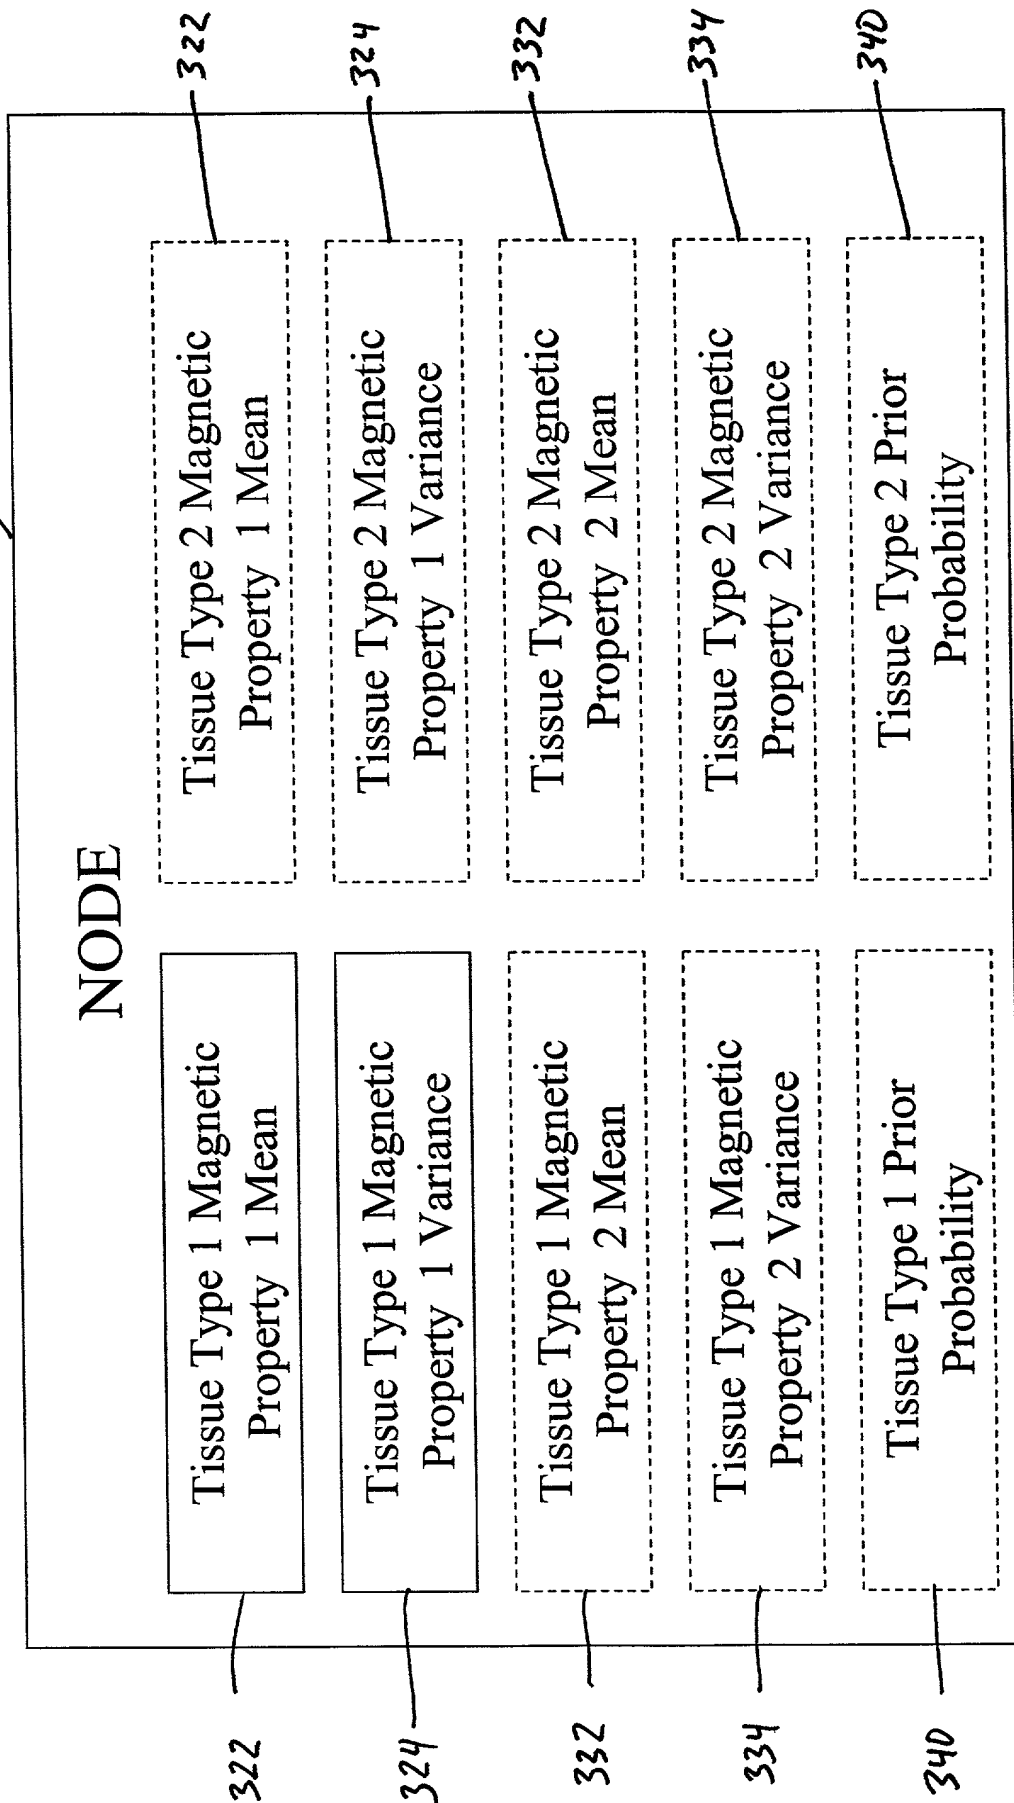 NODE
322
Tissue Type 1 Magnetic
Property 1 Mean
Tissue Type 2 Magnetic
Property 1 Mean
322
324
Tissue Type 1 Magnetic
Property 1 Variance
Tissue Type 2 Magnetic
Property 1 Variance
324
332
Tissue Type 1 Magnetic
Property 2 Mean
Tissue Type 2 Magnetic
Property 2 Mean
332
334
Tissue Type 1 Magnetic
Property 2 Variance
Tissue Type 2 Magnetic
Property 2 Variance
334
340
Tissue Type 1 Prior
Probability
Tissue Type 2 Prior
Probability
340